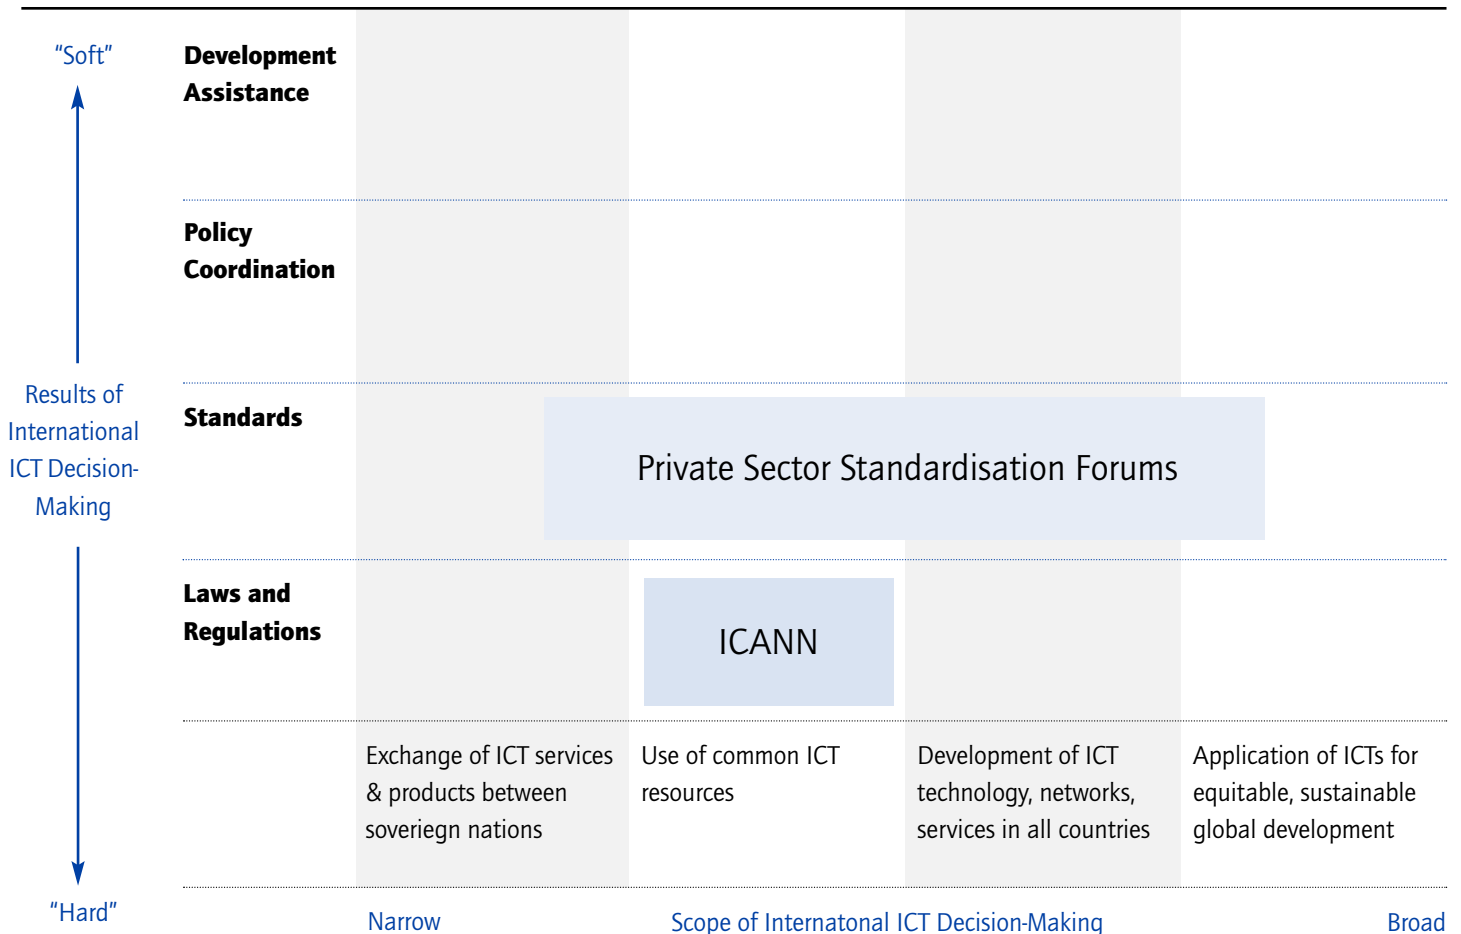 "Soft"
Development
Assistance
Policy
Coordination
Results of
International
ICT Decision-
Making
Standards
Private Sector Standardisation Forums
Laws and
Regulations
ICANN
Exchange of ICT services
& products between
soveriegn nations
Use of common ICT
resources
Development of ICT
technology, networks,
services in all countries
Application of ICTs for
equitable, sustainable
global development
"Hard"
Narrow
Scope of Internatonal ICT Decision-Making
Broad